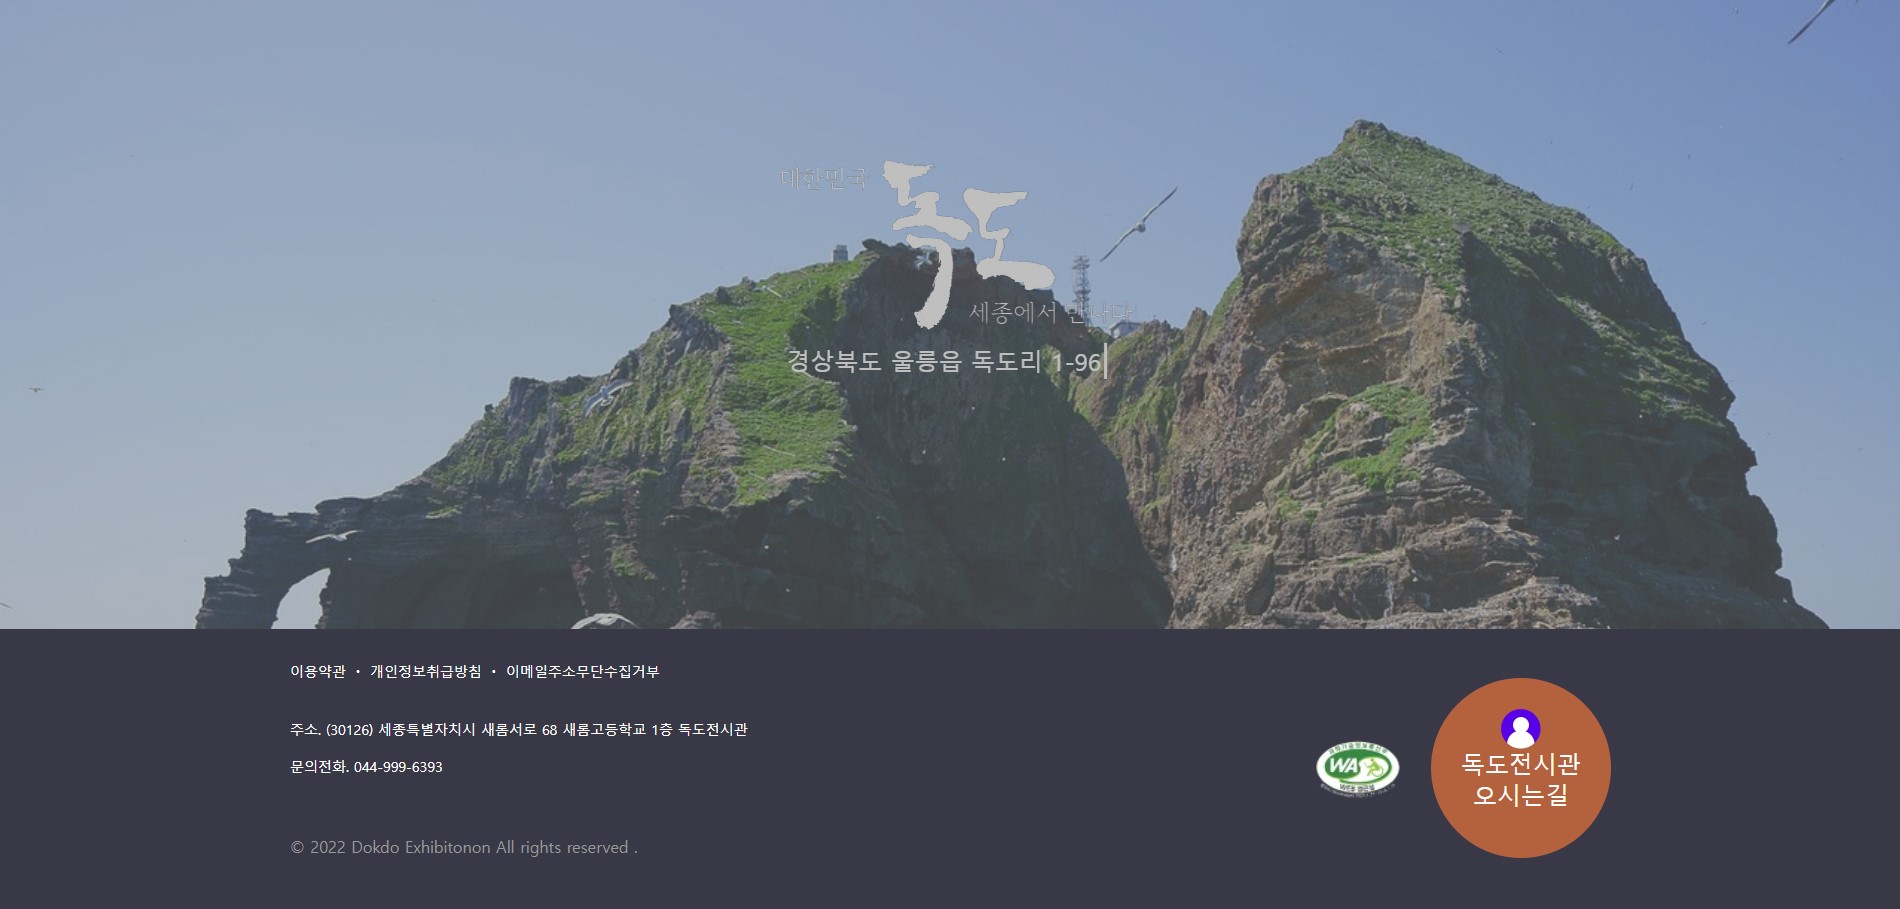 대한민국
독도
세종에서 만나다
경상북도 울릉읍 독도리 1-96
이용약관 • 개인정보취급방침 • 이메일주소무단수집거부
주소. (30126) 세종특별자치시 새롬서로 68 새롬고등학교 1층 독도전시관
문의전화. 044-999-6393
© 2022 Dokdo Exhibitonon All rights reserved .
WA
독도전시관
오시는길